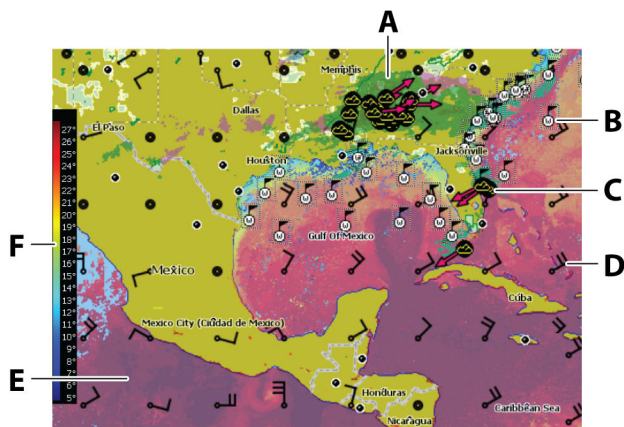 A
Memphis
Dallas
El Paso
B
Jacksonville
Houston
C
Gulf Of Mexico
F
27°
26°
25°
24°
23°
22°
21°
20°
19°
18°
17°
16°
15°
14°
13°
12°
11°
10°
9°
8°
7°
6°
5°
Mexico
D
Cuba
Mexico City (Ciudad de Mexico)
E
Honduras
Nicaragua
Caribbean Sea
W